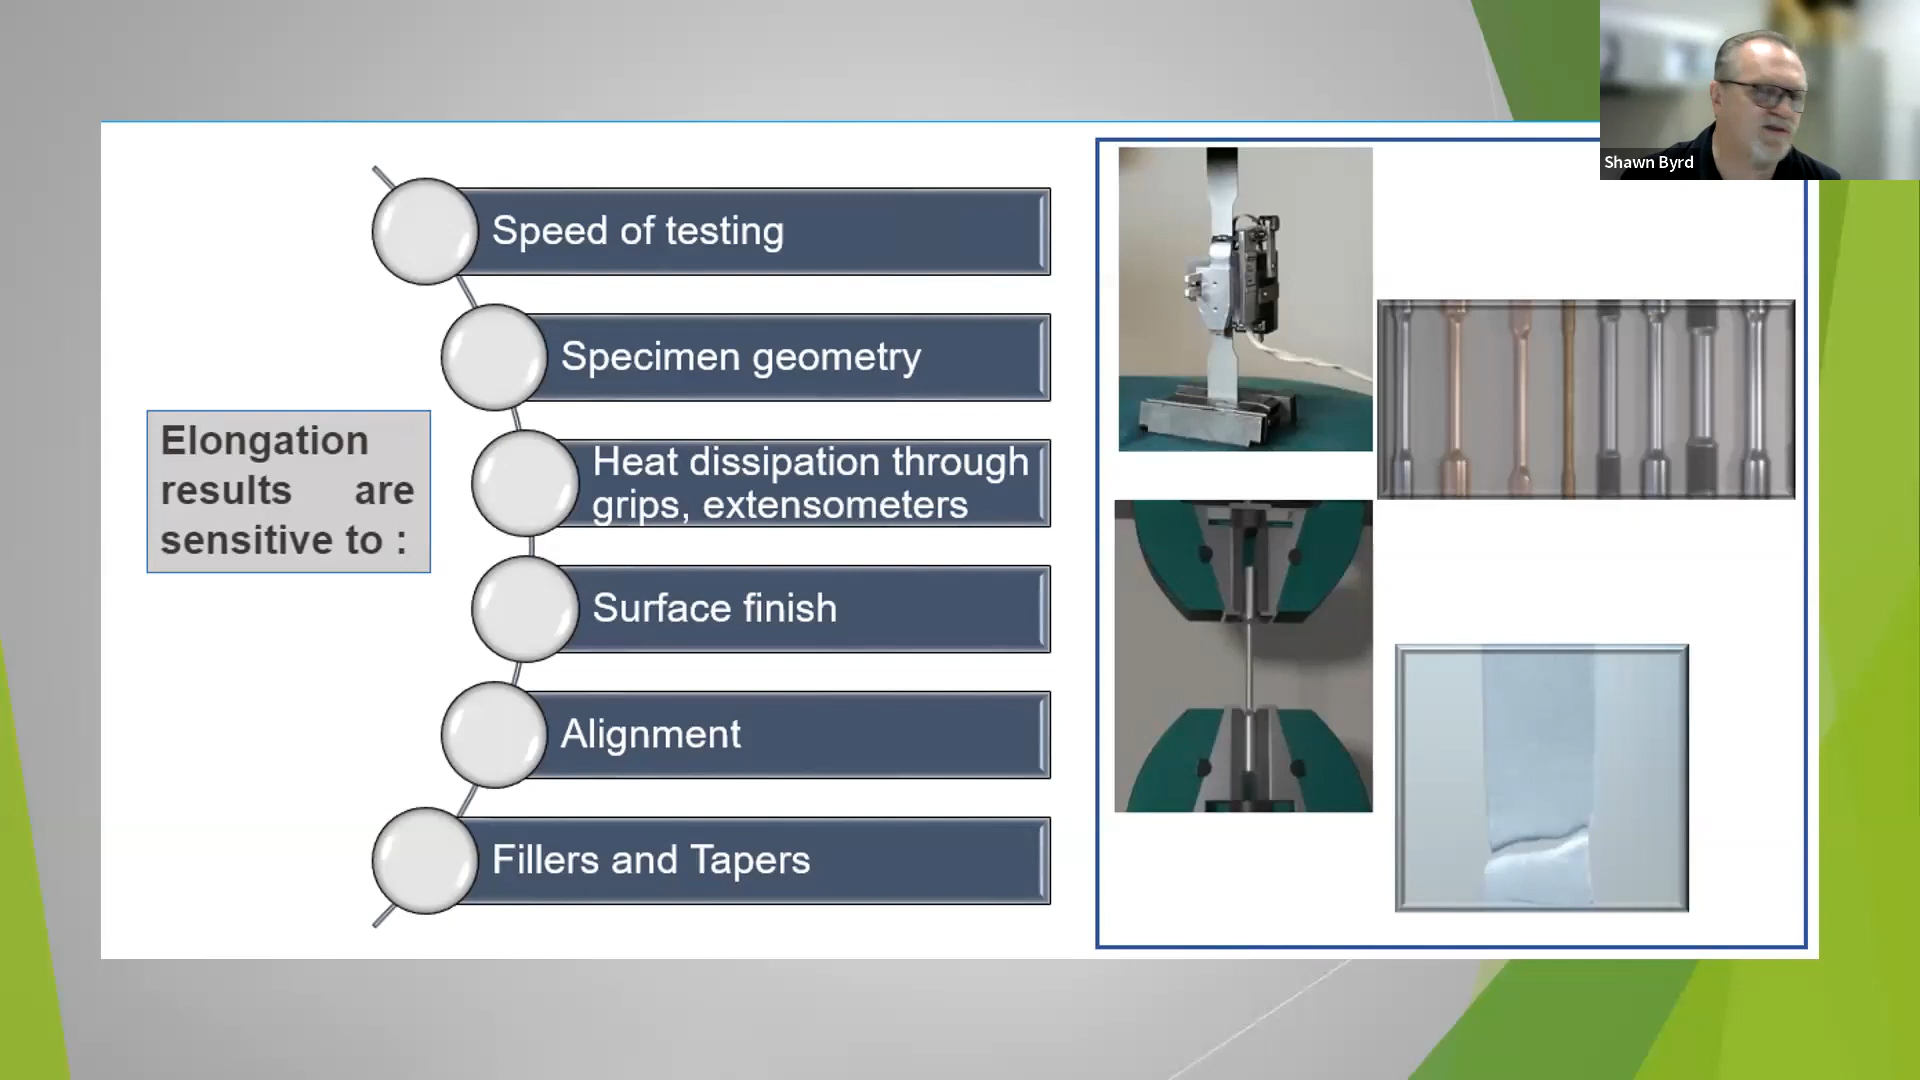 Shawn Byrd
Elongation
results are
sensitive to :
Speed of testing
Specimen geometry
Heat dissipation through
grips, extensometers
Surface finish
Alignment
Fillers and Tapers